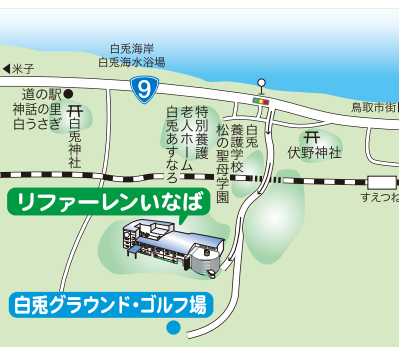 白兎海岸
白兎海水浴場
◀米子
9
道の駅
神話の里
白うさぎ
白兎神社
特別養護
老人ホーム
白兎あすなろ
白兎
養護学校
松の聖母学園
鳥取市街
伏野神社
すえつね
リファーレンいなば
白兎グラウンド・ゴルフ場